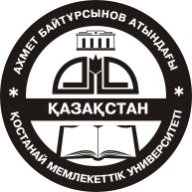 АХМЕТ БАЙТҰРСЫНОВ АТЫНДАҒЫ
ҚАЗАҚСТАН
ҚОСТАНАЙ МЕМЛЕКЕТТІК УНИВЕРСИТЕТІ